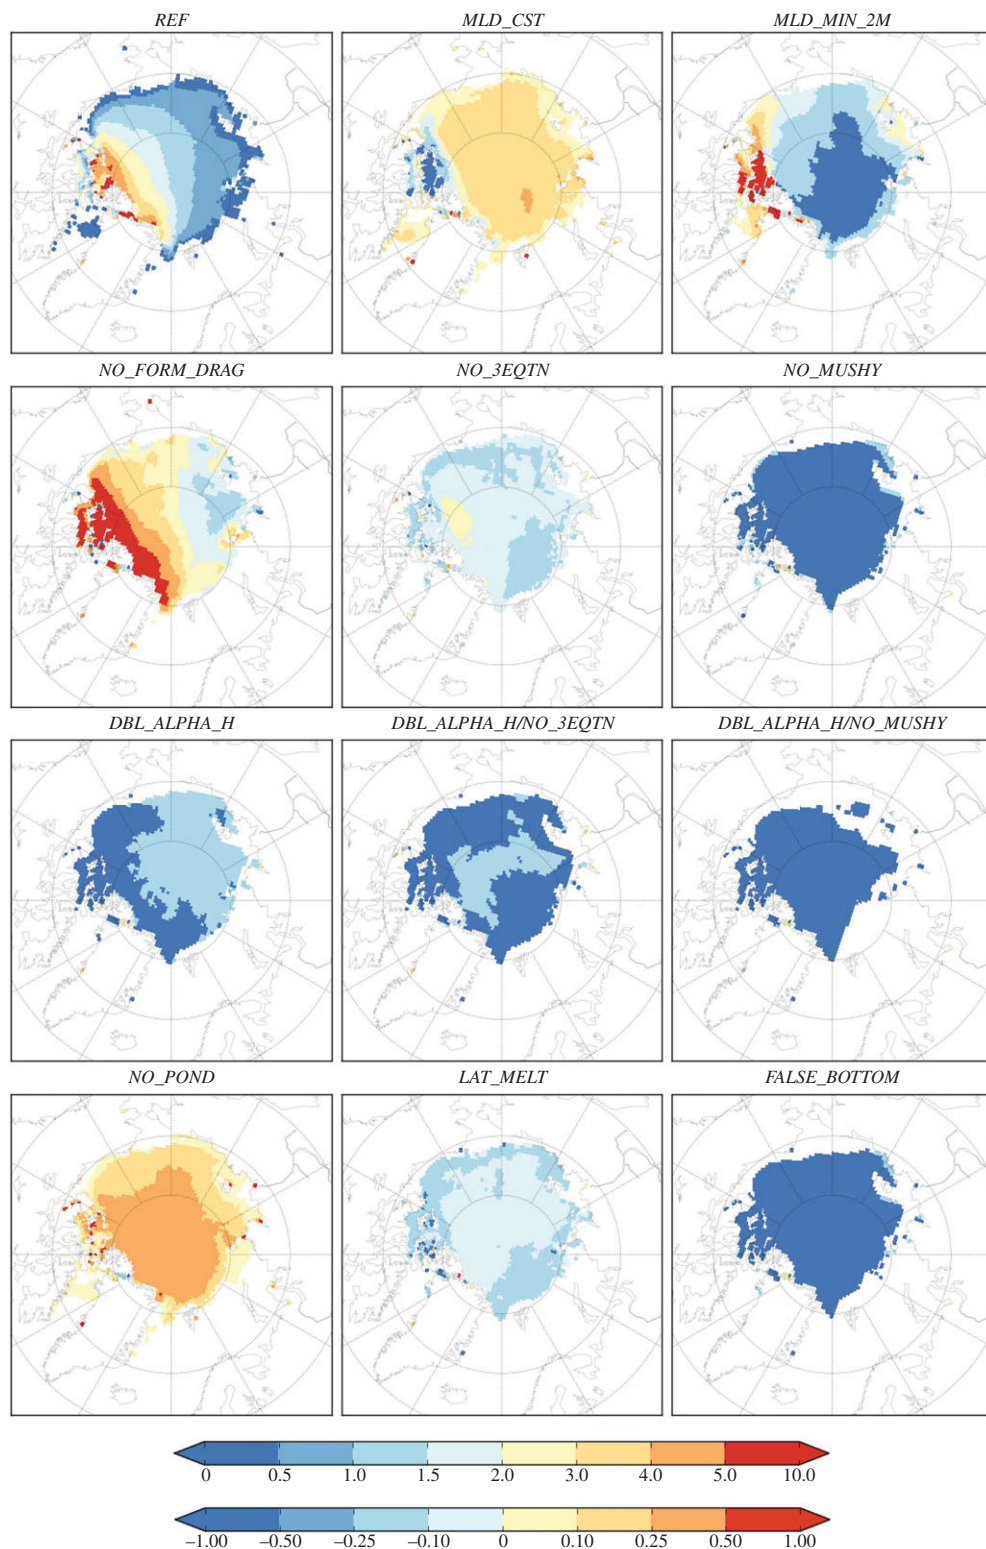 REF MLD_CST MLD_MIN_2M
NO_FORM_DRAG NO_3EQTN NO_MUSHY
DBL_ALPHA_H DBL_ALPHA_H/NO_3EQTN DBL_ALPHA_H/NO_MUSHY
NO_POND LAT_MELT FALSE_BOTTOM
0 0.5 1.0 1.5 2.0 3.0 4.0 5.0 10.0
–1.00 –0.50 –0.25 –0.10 0 0.10 0.25 0.50 1.00